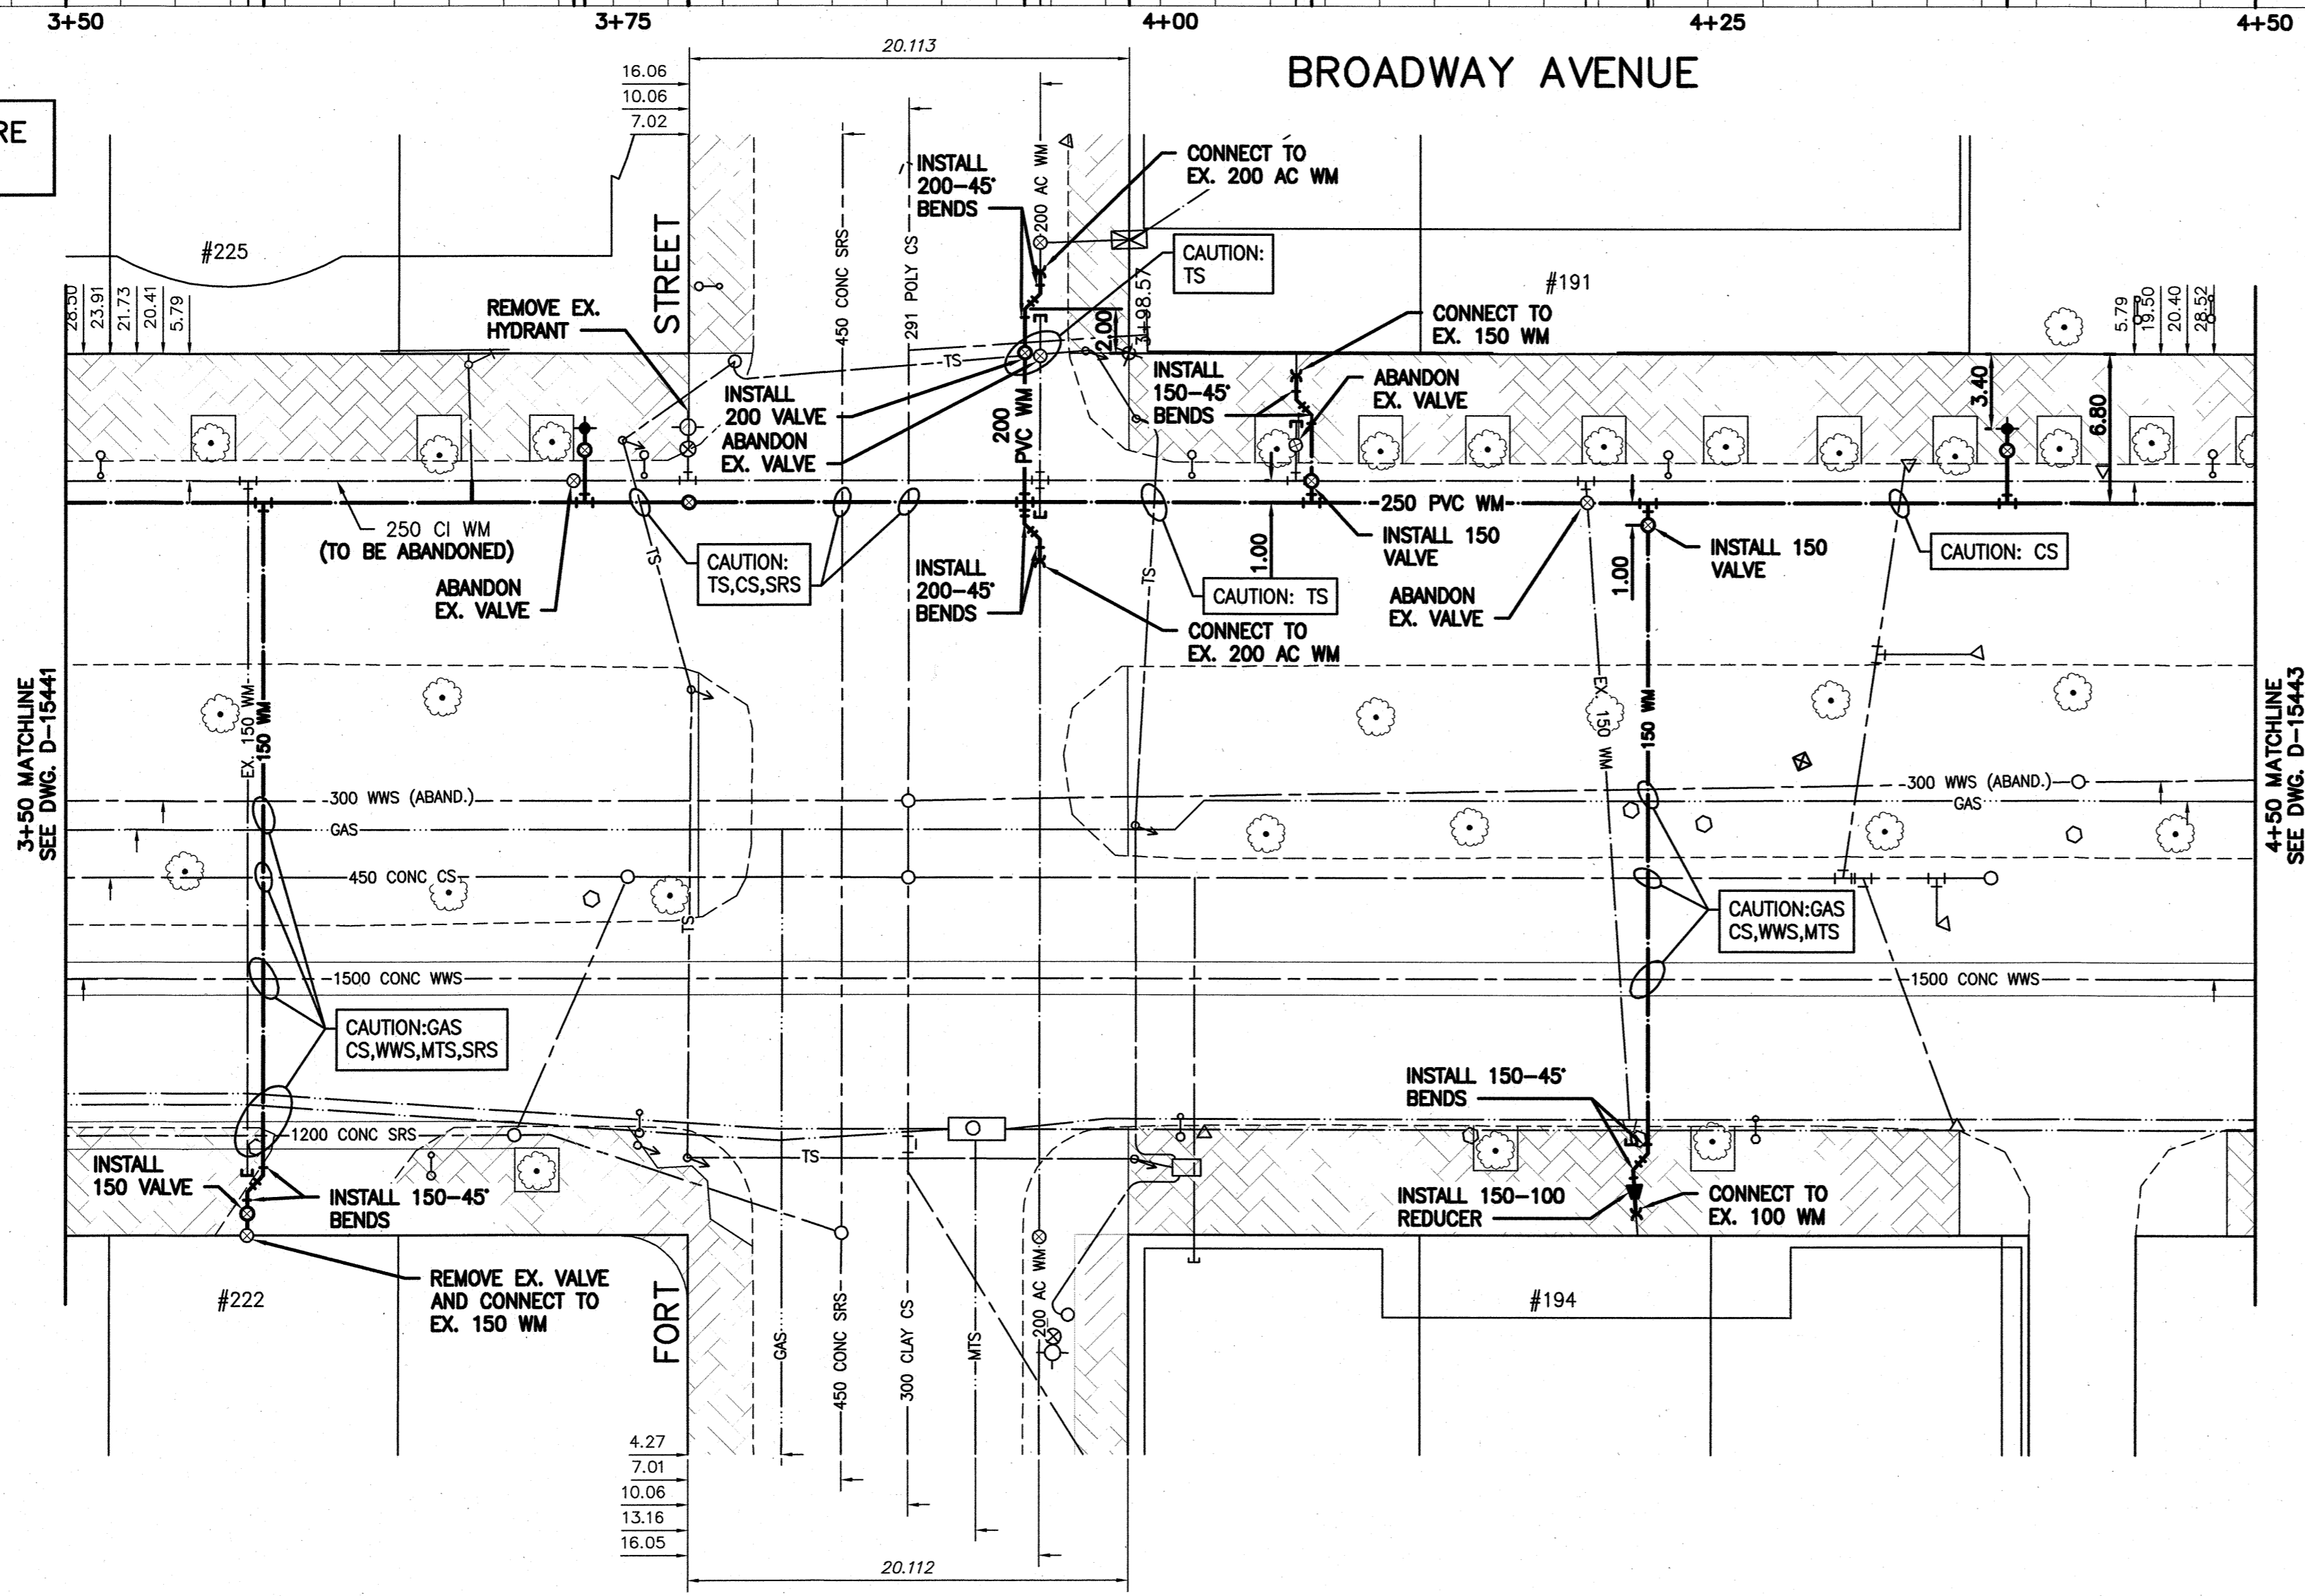 3+50
3+75
4+00
4+25
4+50
BROADWAY AVENUE
RE
20.113
16.06
10.06
7.02
#225
28.50
23.91
21.73
20.41
5.79
STREET
450 CONC SRS
291 POLY CS
200 AC WM
INSTALL
200-45°
BENDS
CONNECT TO
EX. 200 AC WM
CAUTION:
TS
3+98.57
2.00
#191
CONNECT TO
EX. 150 WM
5.79
19.50
20.40
28.52
REMOVE EX.
HYDRANT
TS
INSTALL
200 VALVE
ABANDON
EX. VALVE
200
PVC WM
INSTALL
150-45°
BENDS
ABANDON
EX. VALVE
3.40
6.80
250 CI WM
(TO BE ABANDONED)
ABANDON
EX. VALVE
TS
CAUTION:
TS,CS,SRS
INSTALL
200-45°
BENDS
TS
CAUTION: TS
CONNECT TO
EX. 200 AC WM
1.00
250 PVC WM
INSTALL 150
VALVE
ABANDON
EX. VALVE
1.00
INSTALL 150
VALVE
CAUTION: CS
3+50 MATCHLINE
SEE DWG. D-15441
4+50 MATCHLINE
SEE DWG. D-15443
EX. 150 WM
150 WM
EX. 150 WM
150 WM
300 WWS (ABAND.)
GAS
300 WWS (ABAND.)
GAS
450 CONC CS
TS
CAUTION:GAS
CS,WWS,MTS
1500 CONC WWS
1500 CONC WWS
CAUTION:GAS
CS,WWS,MTS,SRS
1200 CONC SRS
TS
INSTALL
150 VALVE
INSTALL 150-45°
BENDS
INSTALL 150-45°
BENDS
INSTALL 150-100
REDUCER
CONNECT TO
EX. 100 WM
REMOVE EX. VALVE
AND CONNECT TO
EX. 150 WM
#222
#194
FORT
GAS
450 CONC SRS
300 CLAY CS
MTS
200 AC WM
4.27
7.01
10.06
13.16
16.05
20.112